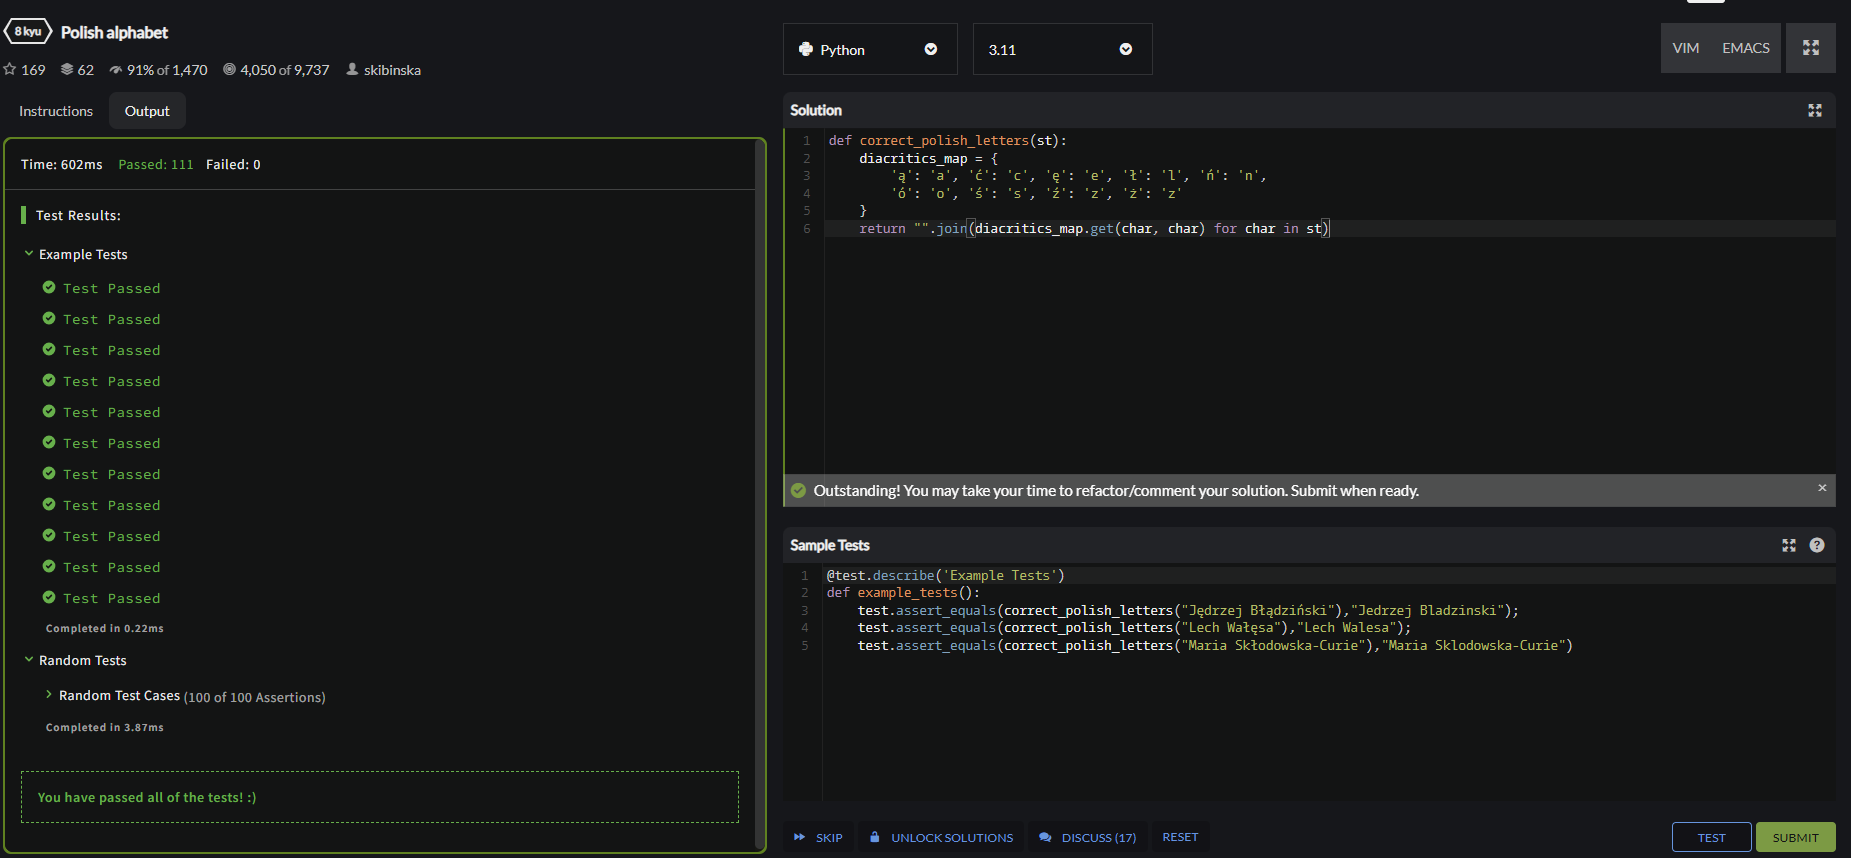 8 kyu Polish alphabet
169 62 91% of 1,470 4,050 of 9,737 skibinska
Instructions Output
Time: 602ms Passed: 111 Failed: 0
Test Results:
Example Tests
Test Passed
Test Passed
Test Passed
Test Passed
Test Passed
Test Passed
Test Passed
Test Passed
Test Passed
Test Passed
Test Passed
Completed in 0.22ms
Random Tests
Random Test Cases (100 of 100 Assertions)
Completed in 3.87ms
You have passed all of the tests! :)
Python 3.11 VIM EMACS
Solution
1 def correct_polish_letters(st):
2 diacritics_map = {
3 'ą': 'a', 'ć': 'c', 'ę': 'e', 'ł': 'l', 'ń': 'n',
4 'ó': 'o', 'ś': 's', 'ź': 'z', 'ż': 'z'
5 }
6 return "".join(diacritics_map.get(char, char) for char in st)
Outstanding! You may take your time to refactor/comment your solution. Submit when ready. ×
Sample Tests ?
1 @test.describe('Example Tests')
2 def example_tests():
3 test.assert_equals(correct_polish_letters("Jędrzej Błądziński"),"Jedrzej Bladzinski");
4 test.assert_equals(correct_polish_letters("Lech Wałęsa"),"Lech Walesa");
5 test.assert_equals(correct_polish_letters("Maria Skłodowska-Curie"),"Maria Sklodowska-Curie")
SKIP UNLOCK SOLUTIONS DISCUSS (17) RESET TEST SUBMIT